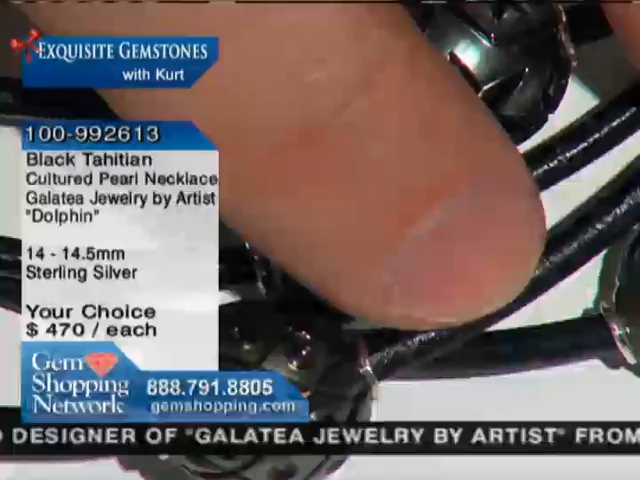 EXQUISITE GEMSTONES
with Kurt
100-992613
Black Tahitian
Cultured Pearl Necklace
Galatea Jewelry by Artist
"Dolphin"
14 - 14.5mm
Sterling Silver
Your Choice
$ 470 / each
Gem
Shopping
Network
888.791.8805
gemshopping.com
DESIGNER OF "GALATEA JEWELRY BY ARTIST" FROM